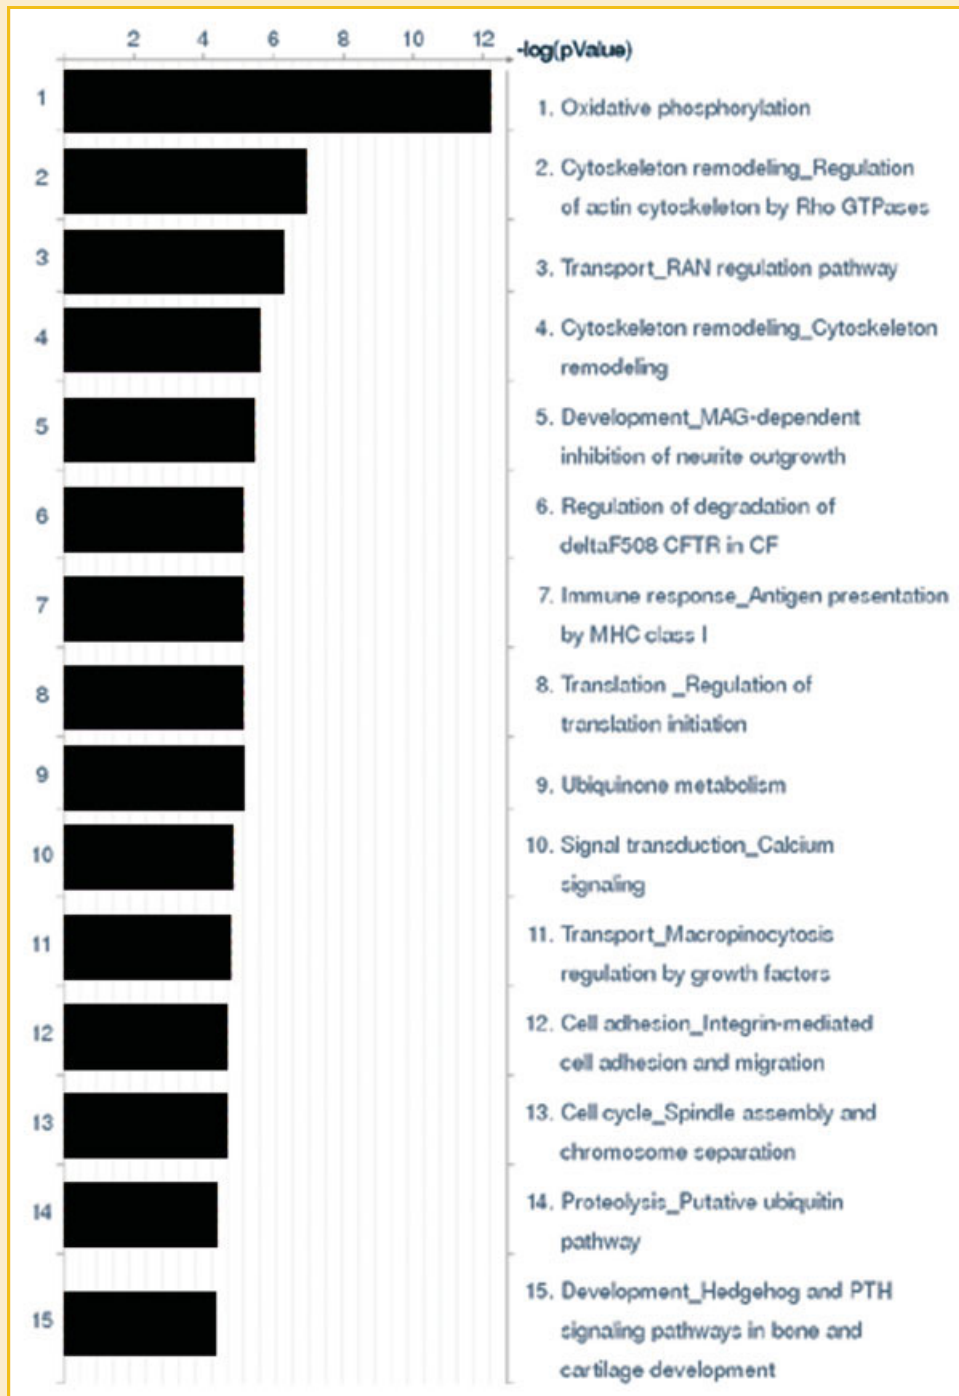 2 4 6 8 10 12 -log(pValue)
1
2
3
4
5
6
7
8
9
10
11
12
13
14
15
1. Oxidative phosphorylation
2. Cytoskeleton remodeling_Regulation
of actin cytoskeleton by Rho GTPases
3. Transport_RAN regulation pathway
4. Cytoskeleton remodeling_Cytoskeleton
remodeling
5. Development_MAG-dependent
inhibition of neurite outgrowth
6. Regulation of degradation of
deltaF508 CFTR in CF
7. Immune response_Antigen presentation
by MHC class I
8. Translation _Regulation of
translation initiation
9. Ubiquinone metabolism
10. Signal transduction_Calcium
signaling
11. Transport_Macropinocytosis
regulation by growth factors
12. Cell adhesion_Integrin-mediated
cell adhesion and migration
13. Cell cycle_Spindle assembly and
chromosome separation
14. Proteolysis_Putative ubiquitin
pathway
15. Development_Hedgehog and PTH
signaling pathways in bone and
cartilage development